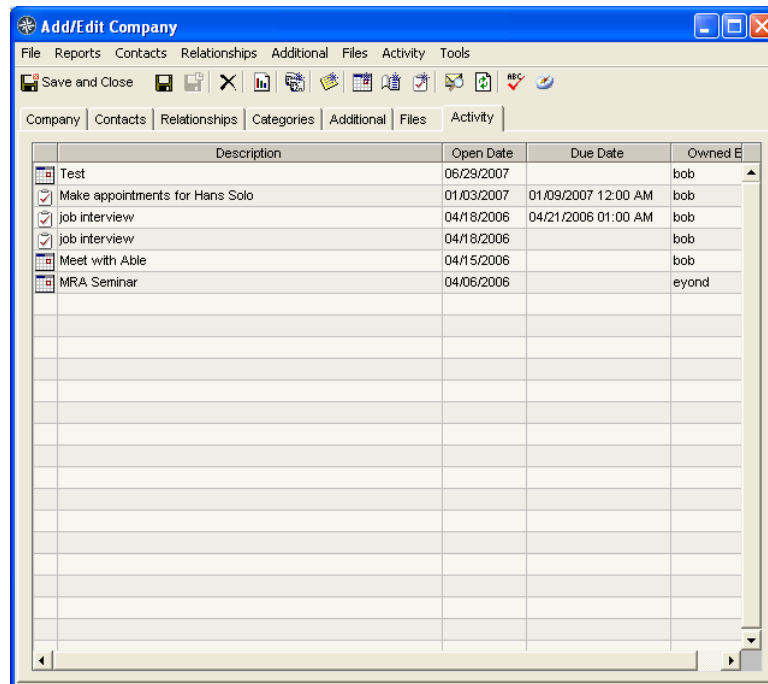 Add/Edit Company
File Reports Contacts Relationships Additional Files Activity Tools
Save and Close ABC
Company Contacts Relationships Categories Additional Files Activity
Description Open Date Due Date Owned E
Test 06/29/2007 bob
Make appointments for Hans Solo 01/03/2007 01/09/2007 12:00 AM bob
job interview 04/18/2006 04/21/2006 01:00 AM bob
job interview 04/18/2006 bob
Meet with Able 04/15/2006 bob
MRA Seminar 04/06/2006 eyond